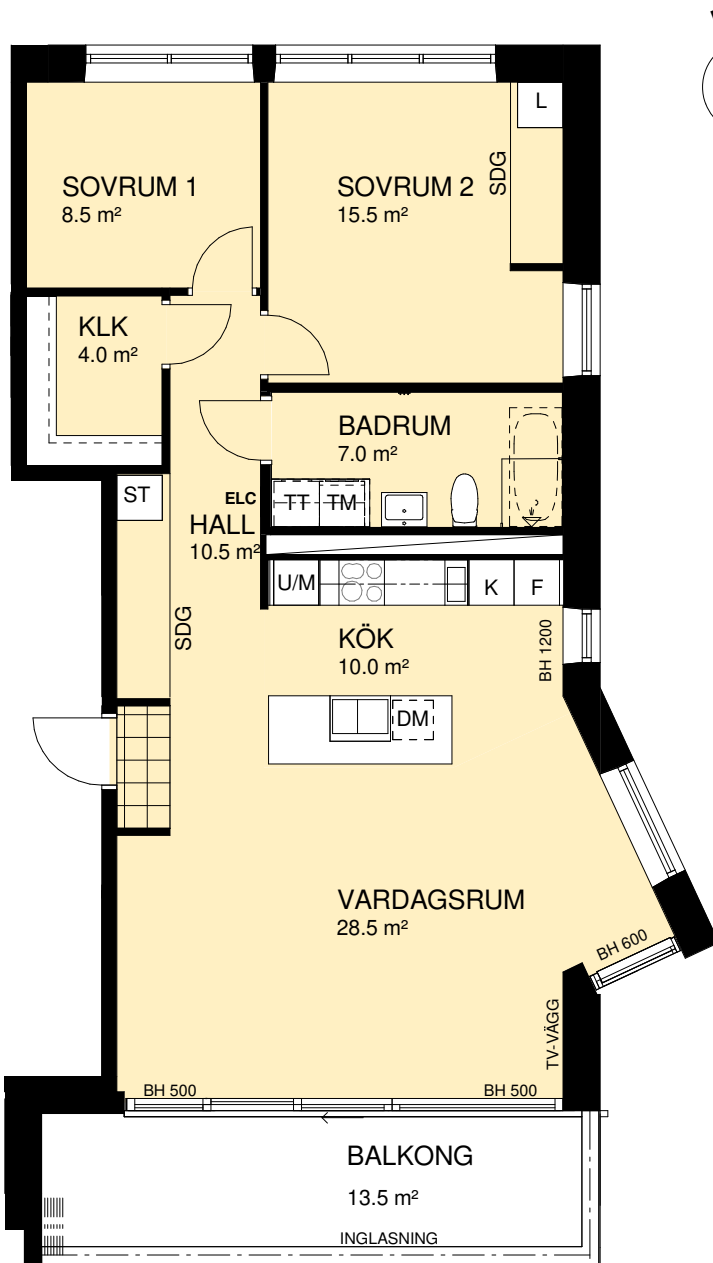 L
SDG
SOVRUM 1
8.5 m²
SOVRUM 2
15.5 m²
KLK
4.0 m²
BADRUM
7.0 m²
ST
ELC
TT
TM
HALL
10.5 m²
U/M
K
F
SDG
KÖK
10.0 m²
BH 1200
DM
VARDAGSRUM
28.5 m²
BH 600
TV-VÄGG
BH 500
BH 500
BALKONG
13.5 m²
INGLASNING